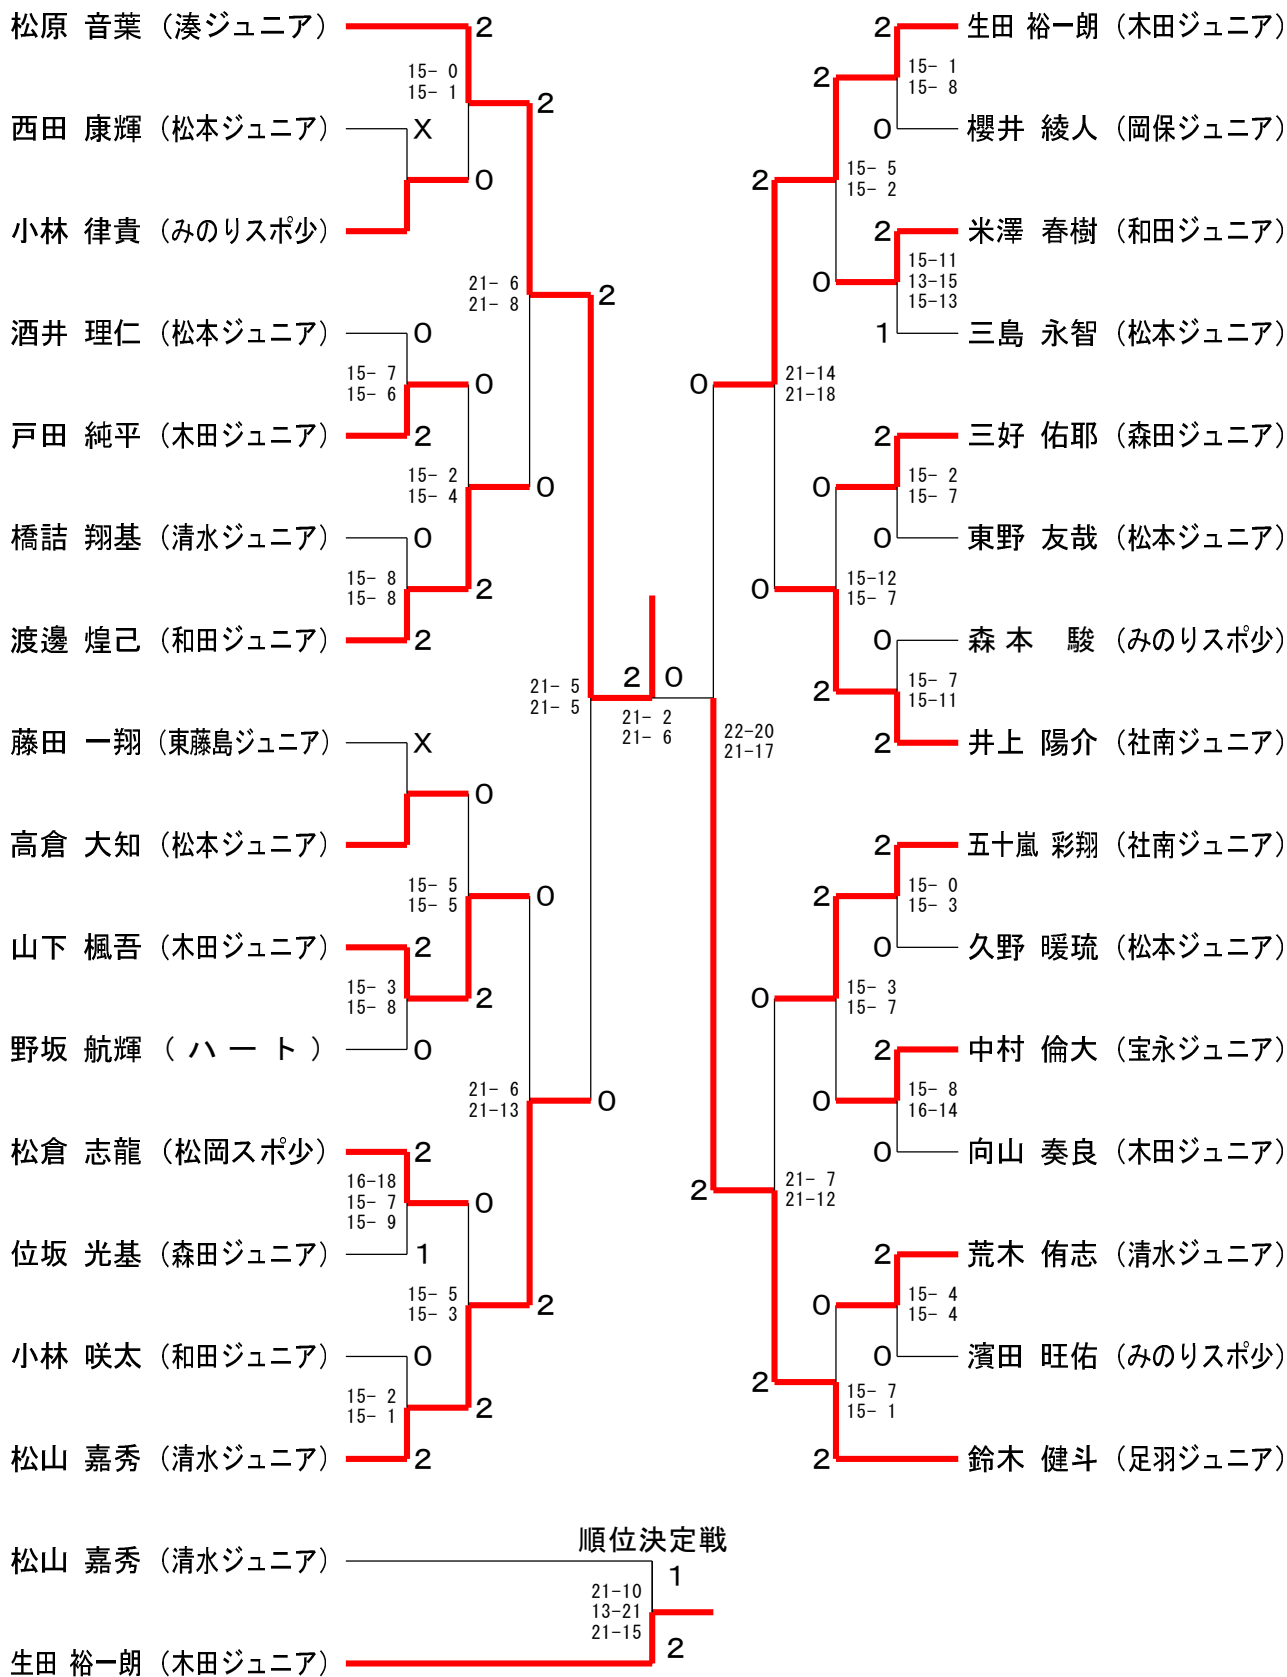 松原 音葉 (湊ジュニア) 2
15- 0
15- 1
2
西田 康輝 (松本ジュニア) X
0
小林 律貴 (みのりスポ少)
21- 6
21- 8
2
酒井 理仁 (松本ジュニア) 0
15- 7
15- 6
0
戸田 純平 (木田ジュニア) 2
15- 2
15- 4
0
橋詰 翔基 (清水ジュニア) 0
15- 8
15- 8
2
渡邊 煌己 (和田ジュニア) 2
21- 5
21- 5
藤田 一翔 (東藤島ジュニア) X
0
高倉 大知 (松本ジュニア)
15- 5
15- 5
0
山下 楓吾 (木田ジュニア) 2
15- 3
15- 8
2
野坂 航輝 ( ハ ー ト ) 0
21- 6
21-13
0
松倉 志龍 (松岡スポ少) 2
16-18
15- 7
15- 9
0
位坂 光基 (森田ジュニア) 1
15- 5
15- 3
2
小林 咲太 (和田ジュニア) 0
15- 2
15- 1
2
松山 嘉秀 (清水ジュニア) 2
2 0
21- 2
21- 6
2 生田 裕一朗 (木田ジュニア)
2
15- 1
15- 8
0 櫻井 綾人 (岡保ジュニア)
2
15- 5
15- 2
2 米澤 春樹 (和田ジュニア)
0
15-11
13-15
15-13
1 三島 永智 (松本ジュニア)
0
21-14
21-18
2 三好 佑耶 (森田ジュニア)
0
15- 2
15- 7
0 東野 友哉 (松本ジュニア)
0
15-12
15- 7
0 森 本 駿 (みのりスポ少)
2
15- 7
15-11
2 井上 陽介 (社南ジュニア)
22-20
21-17
2 五十嵐 彩翔 (社南ジュニア)
2
15- 0
15- 3
0 久野 暖琉 (松本ジュニア)
0
15- 3
15- 7
2 中村 倫大 (宝永ジュニア)
0
15- 8
16-14
0 向山 奏良 (木田ジュニア)
2
21- 7
21-12
2 荒木 侑志 (清水ジュニア)
0
15- 4
15- 4
0 濱田 旺佑 (みのりスポ少)
2
15- 7
15- 1
2 鈴木 健斗 (足羽ジュニア)
順位決定戦
松山 嘉秀 (清水ジュニア) 1
21-10
13-21
21-15
生田 裕一朗 (木田ジュニア) 2